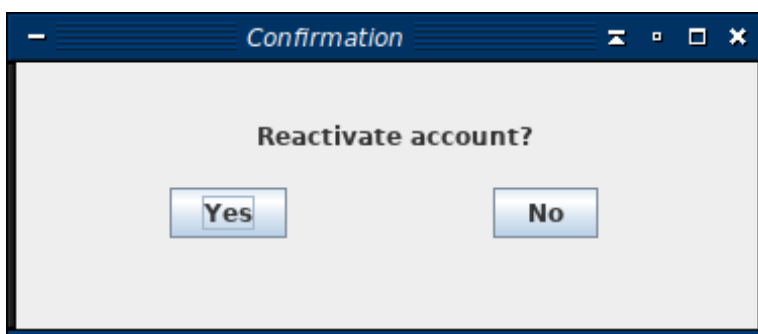 Confirmation
Reactivate account?
Yes No